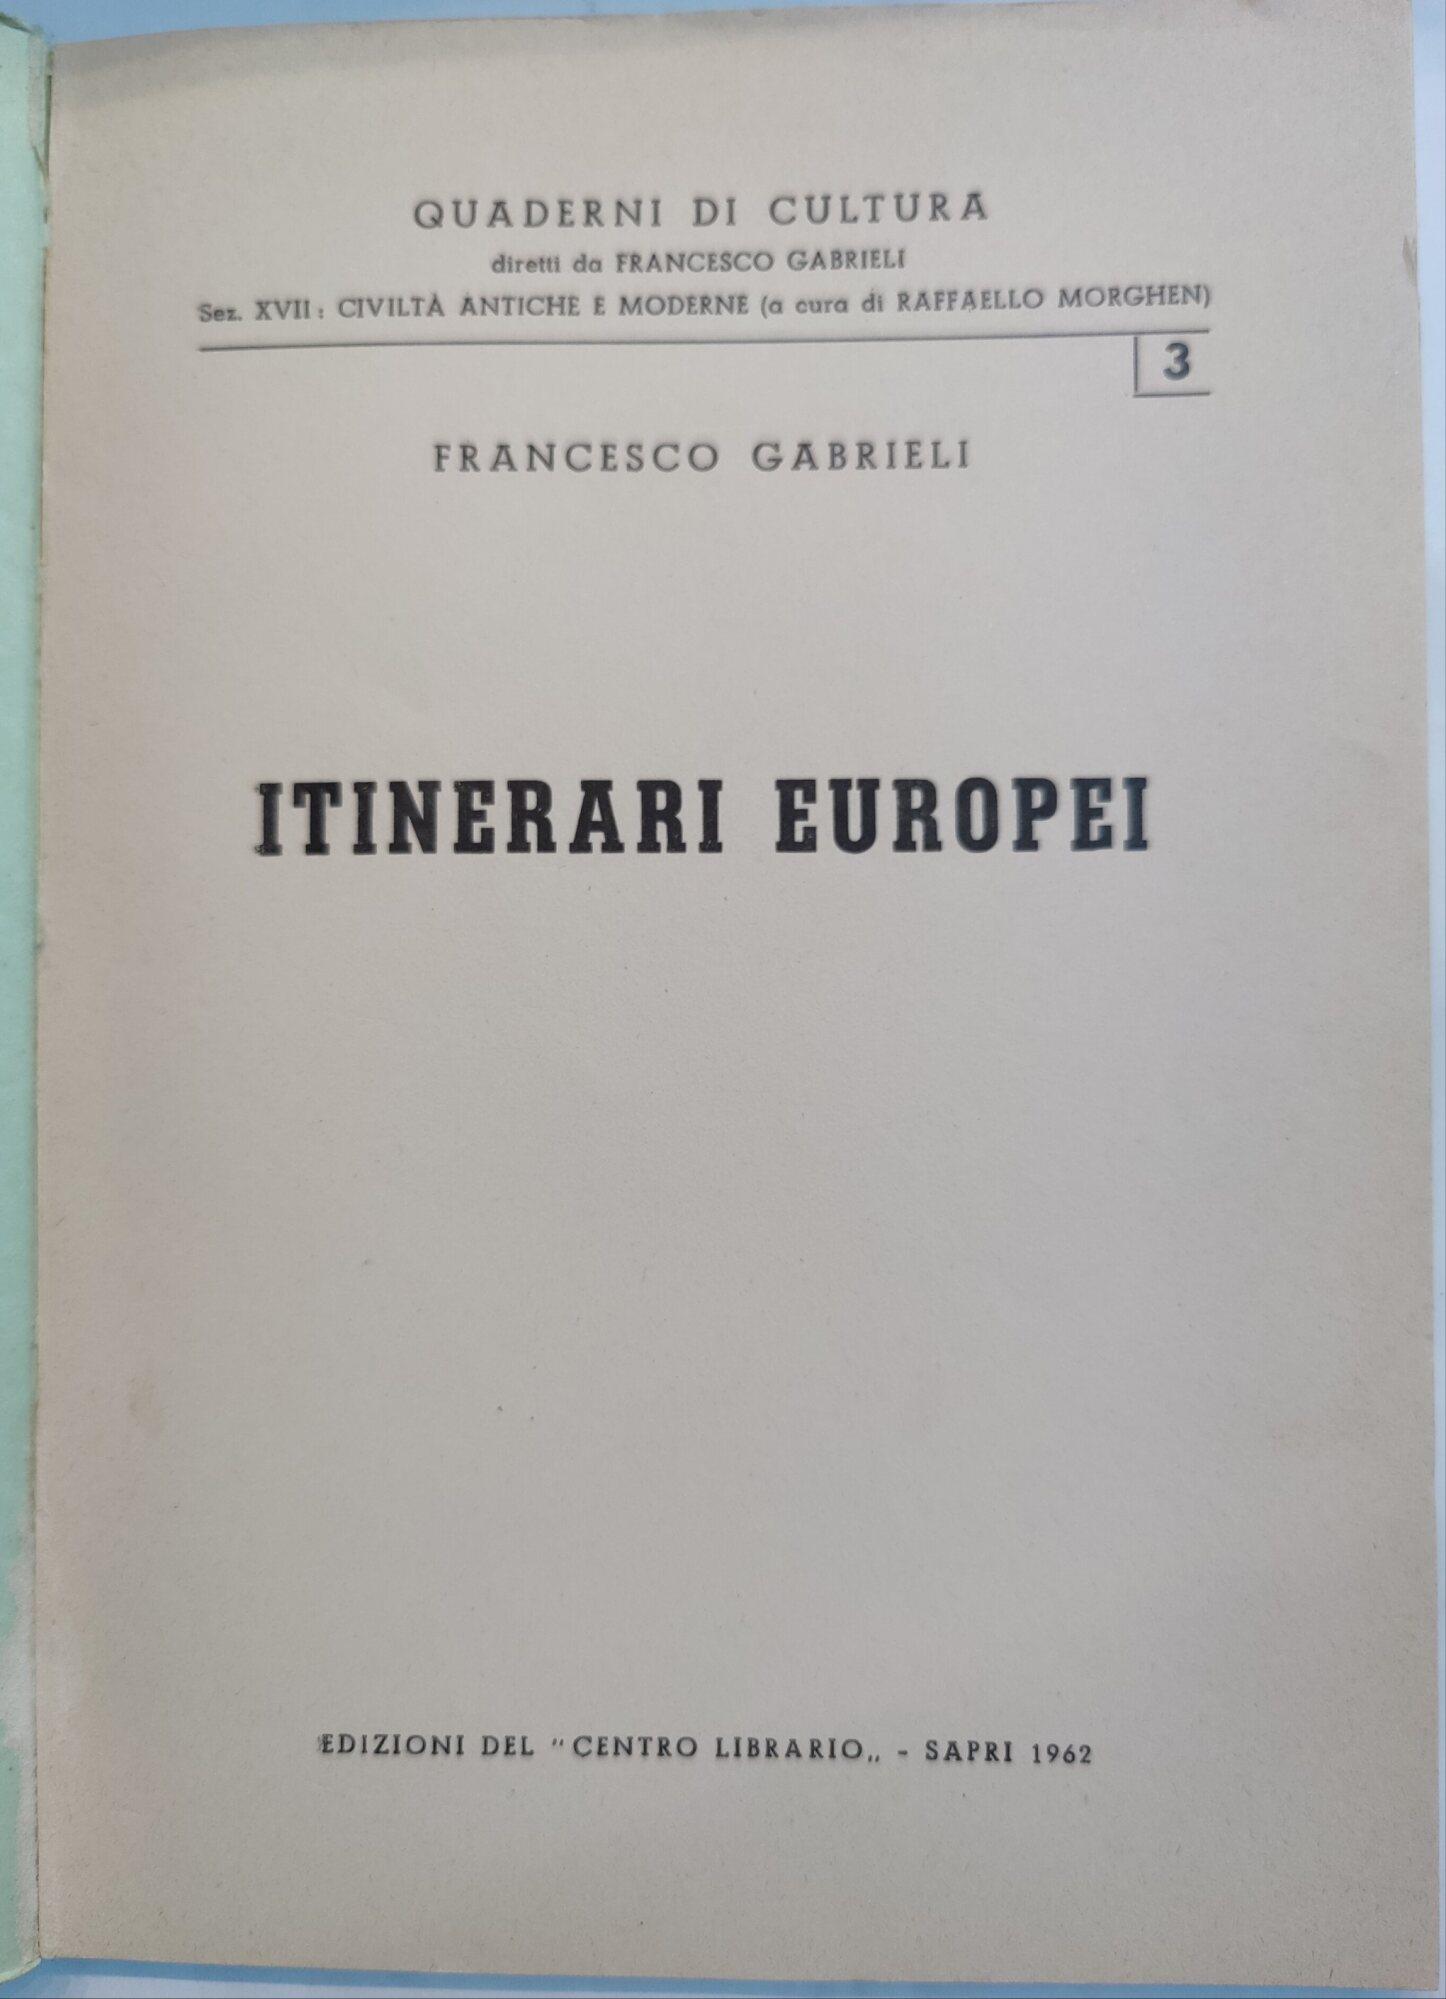 QUADERNI DI CULTURA
diretti da FRANCESCO GABRIELI
Sez. XVII: CIVILTÀ ANTICHE E MODERNE (a cura di RAFFAELLO MORGHEN)
3
FRANCESCO GABRIELI
ITINERARI EUROPEI
EDIZIONI DEL "CENTRO LIBRARIO„ - SAPRI 1962